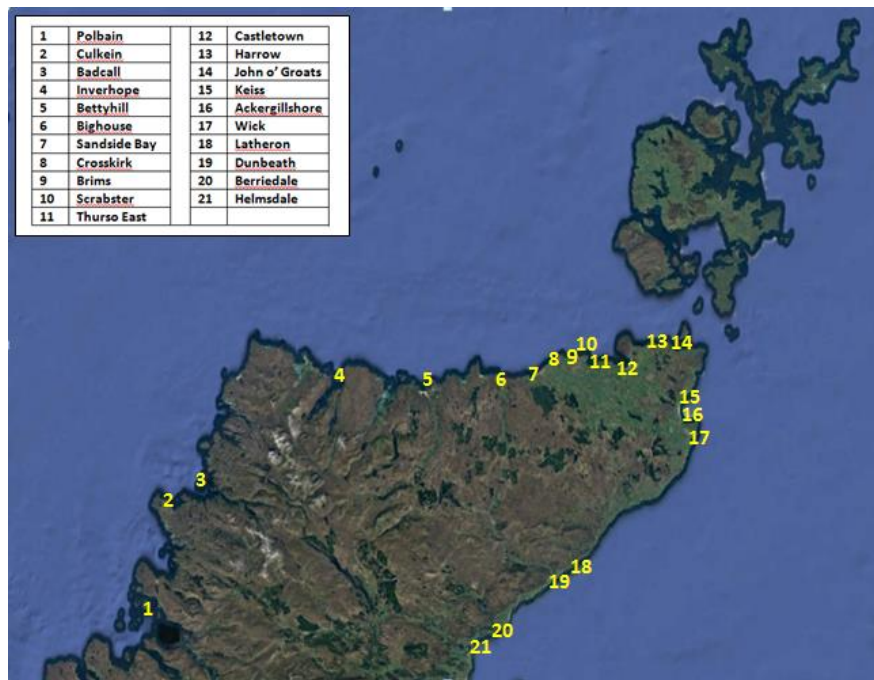 1 Polbain 12 Castletown
2 Culkein 13 Harrow
3 Badcall 14 John o' Groats
4 Inverhope 15 Keiss
5 Bettyhill 16 Ackergillshore
6 Bighouse 17 Wick
7 Sandside Bay 18 Latheron
8 Crosskirk 19 Dunbeath
9 Brims 20 Berriedale
10 Scrabster 21 Helmsdale
11 Thurso East
10 13 14
8 9 11 12
4 5 6 7
15
16
17
3
2
18
19
1
20
21